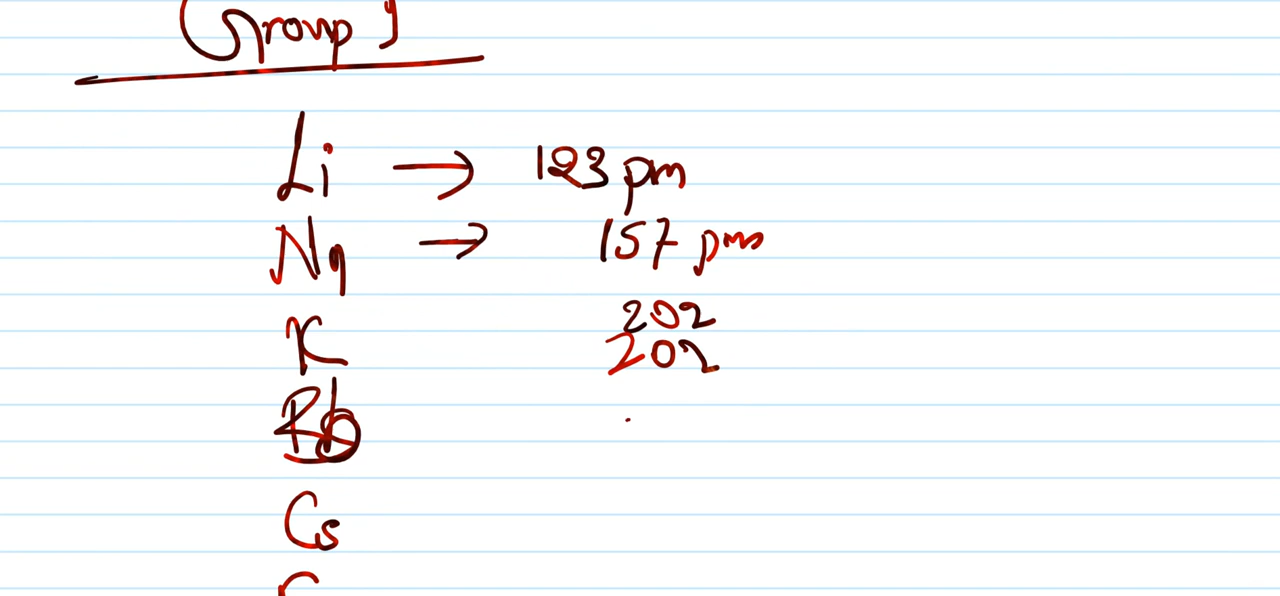 Group 1
Li → 123 pm
Na → 157 pm
K 202
202
Rb
Cs